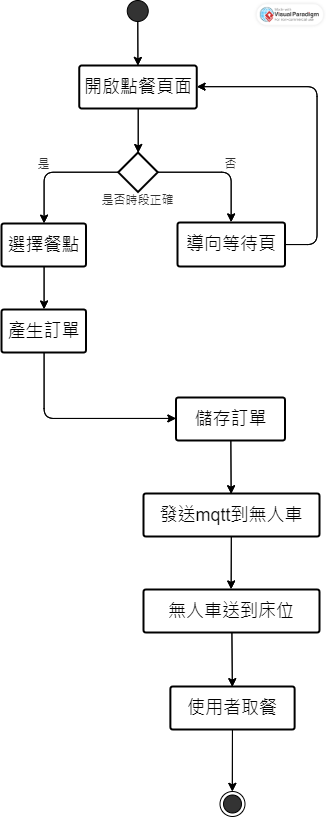 Visual Paradigm
開啟點餐頁面
是
否
是否時段正確
選擇餐點
導向等待頁
產生訂單
儲存訂單
發送mqtt到無人車
無人車送到床位
使用者取餐